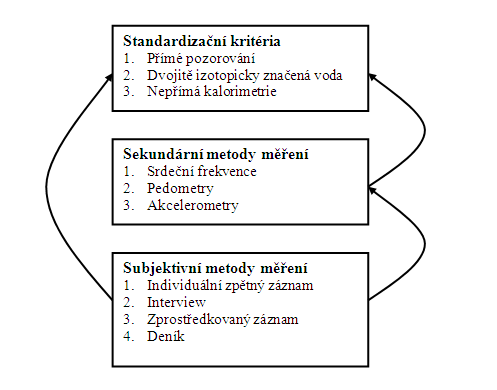 Standardizační kritéria
1. Přímé pozorování
2. Dvojitě izotopicky značená voda
3. Nepřímá kalorimetrie
Sekundární metody měření
1. Srdeční frekvence
2. Pedometry
3. Akcelerometry
Subjektivní metody měření
1. Individuální zpětný záznam
2. Interview
3. Zprostředkovaný záznam
4. Deník